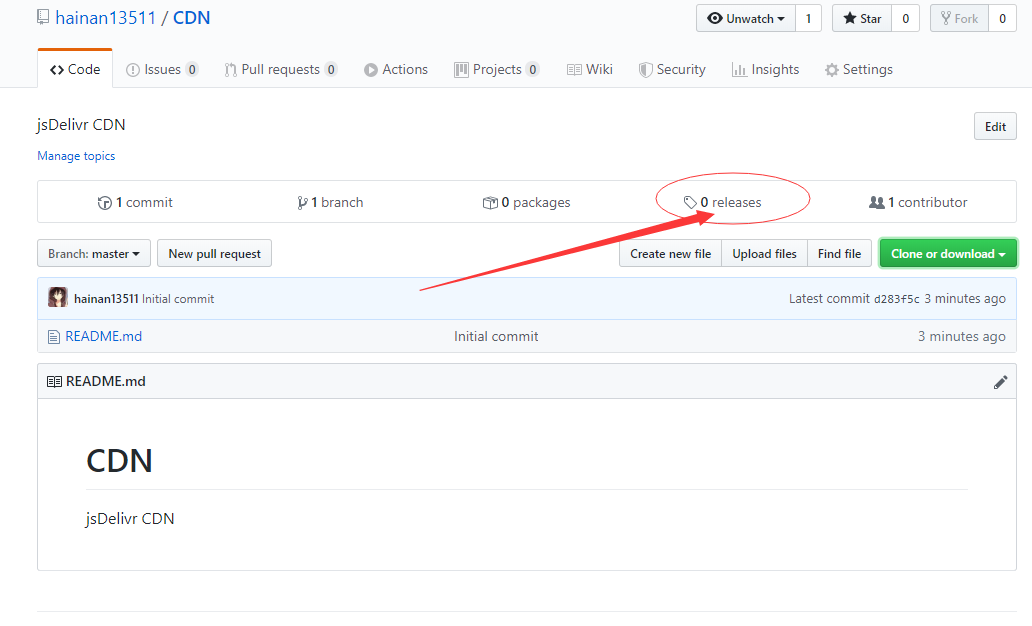 hainan13511 / CDN
Unwatch 1 Star 0 Fork 0
Code Issues 0 Pull requests 0 Actions Projects 0 Wiki Security Insights Settings
jsDelivr CDN
Edit
Manage topics
1 commit 1 branch 0 packages 0 releases 1 contributor
Branch: master New pull request Create new file Upload files Find file Clone or download
hainan13511 Initial commit Latest commit d283f5c 3 minutes ago
README.md Initial commit 3 minutes ago
README.md
CDN
jsDelivr CDN